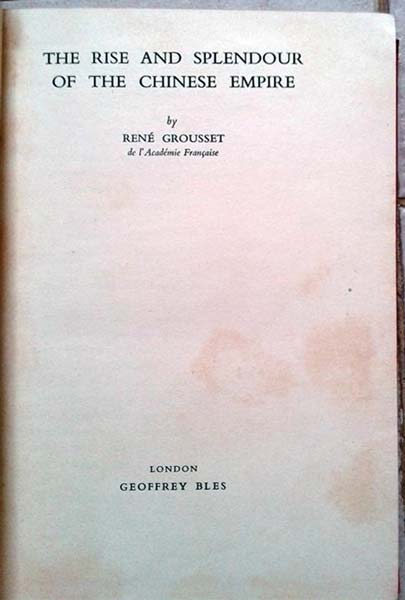 THE RISE AND SPLENDOUR
OF THE CHINESE EMPIRE
by
RENÉ GROUSSET
de l'Académie Française
LONDON
GEOFFREY BLES